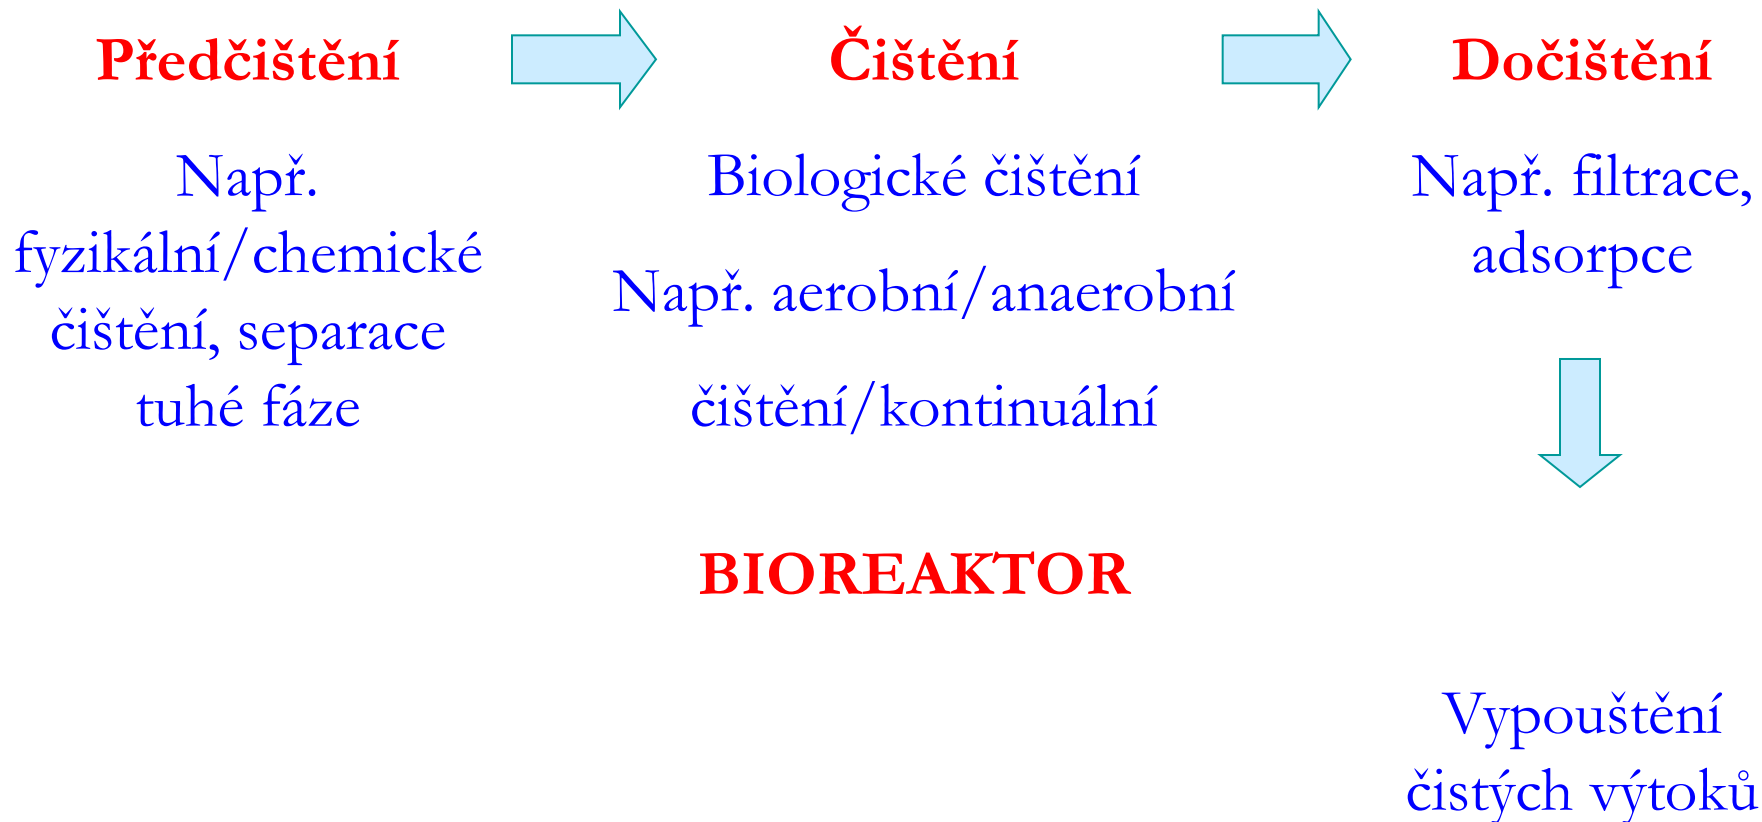 Předčištění
Např.
fyzikální/chemické
čištění, separace
tuhé fáze
Čištění
Biologické čištění
Např. aerobní/anaerobní
čištění/kontinuální
BIOREAKTOR
Dočištění
Např. filtrace,
adsorpce
Vypouštění
čistých výtoků